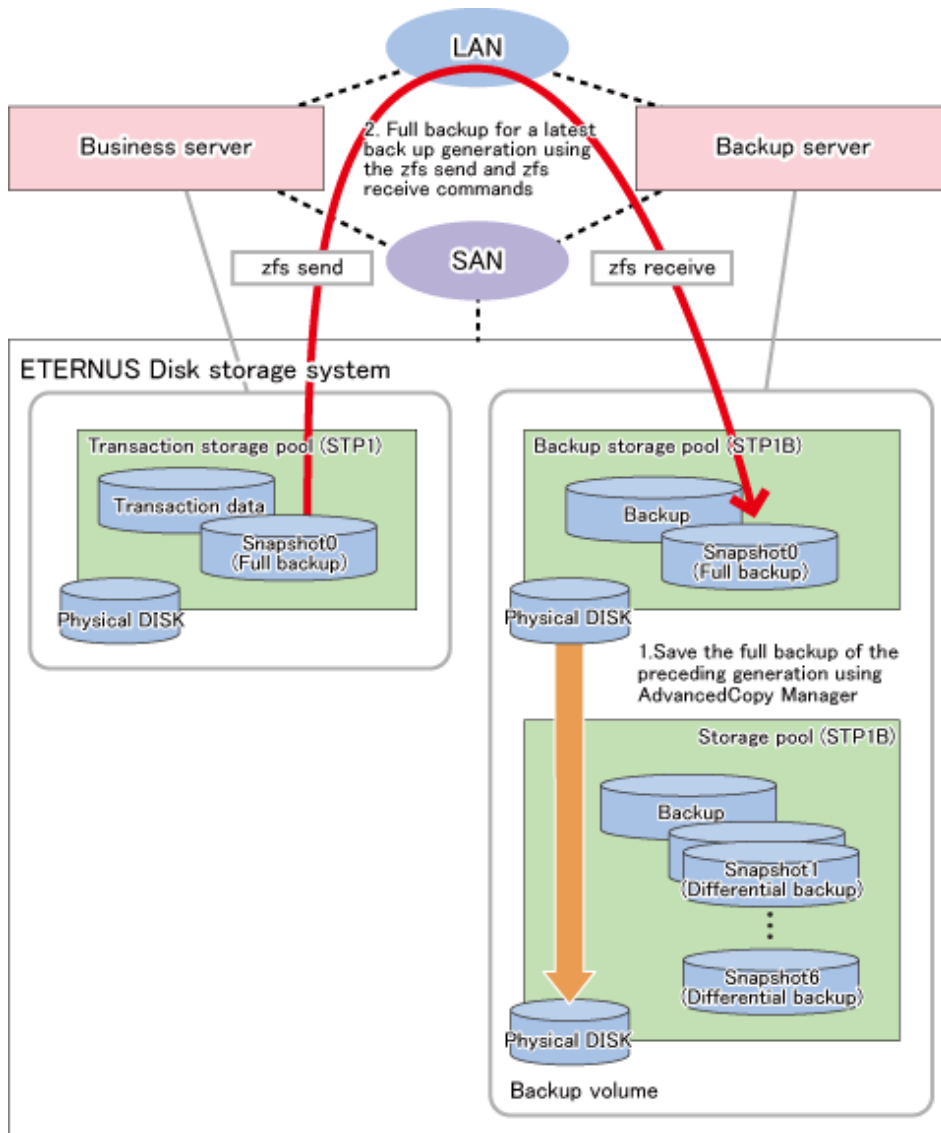 LAN
Business server
2. Full backup for a latest
back up generation using
the zfs send and zfs
receive commands
Backup server
zfs send
SAN
zfs receive
ETERNUS Disk storage system
Transaction storage pool (STP1)
Transaction data
Snapshot0
(Full backup)
Physical DISK
Backup storage pool (STP1B)
Backup
Snapshot0
(Full backup)
Physical DISK
1.Save the full backup of the
preceding generation using
AdvancedCopy Manager
Storage pool (STP1B)
Backup
Snapshot1
(Differential backup)
Snapshot6
(Differential backup)
Physical DISK
Backup volume